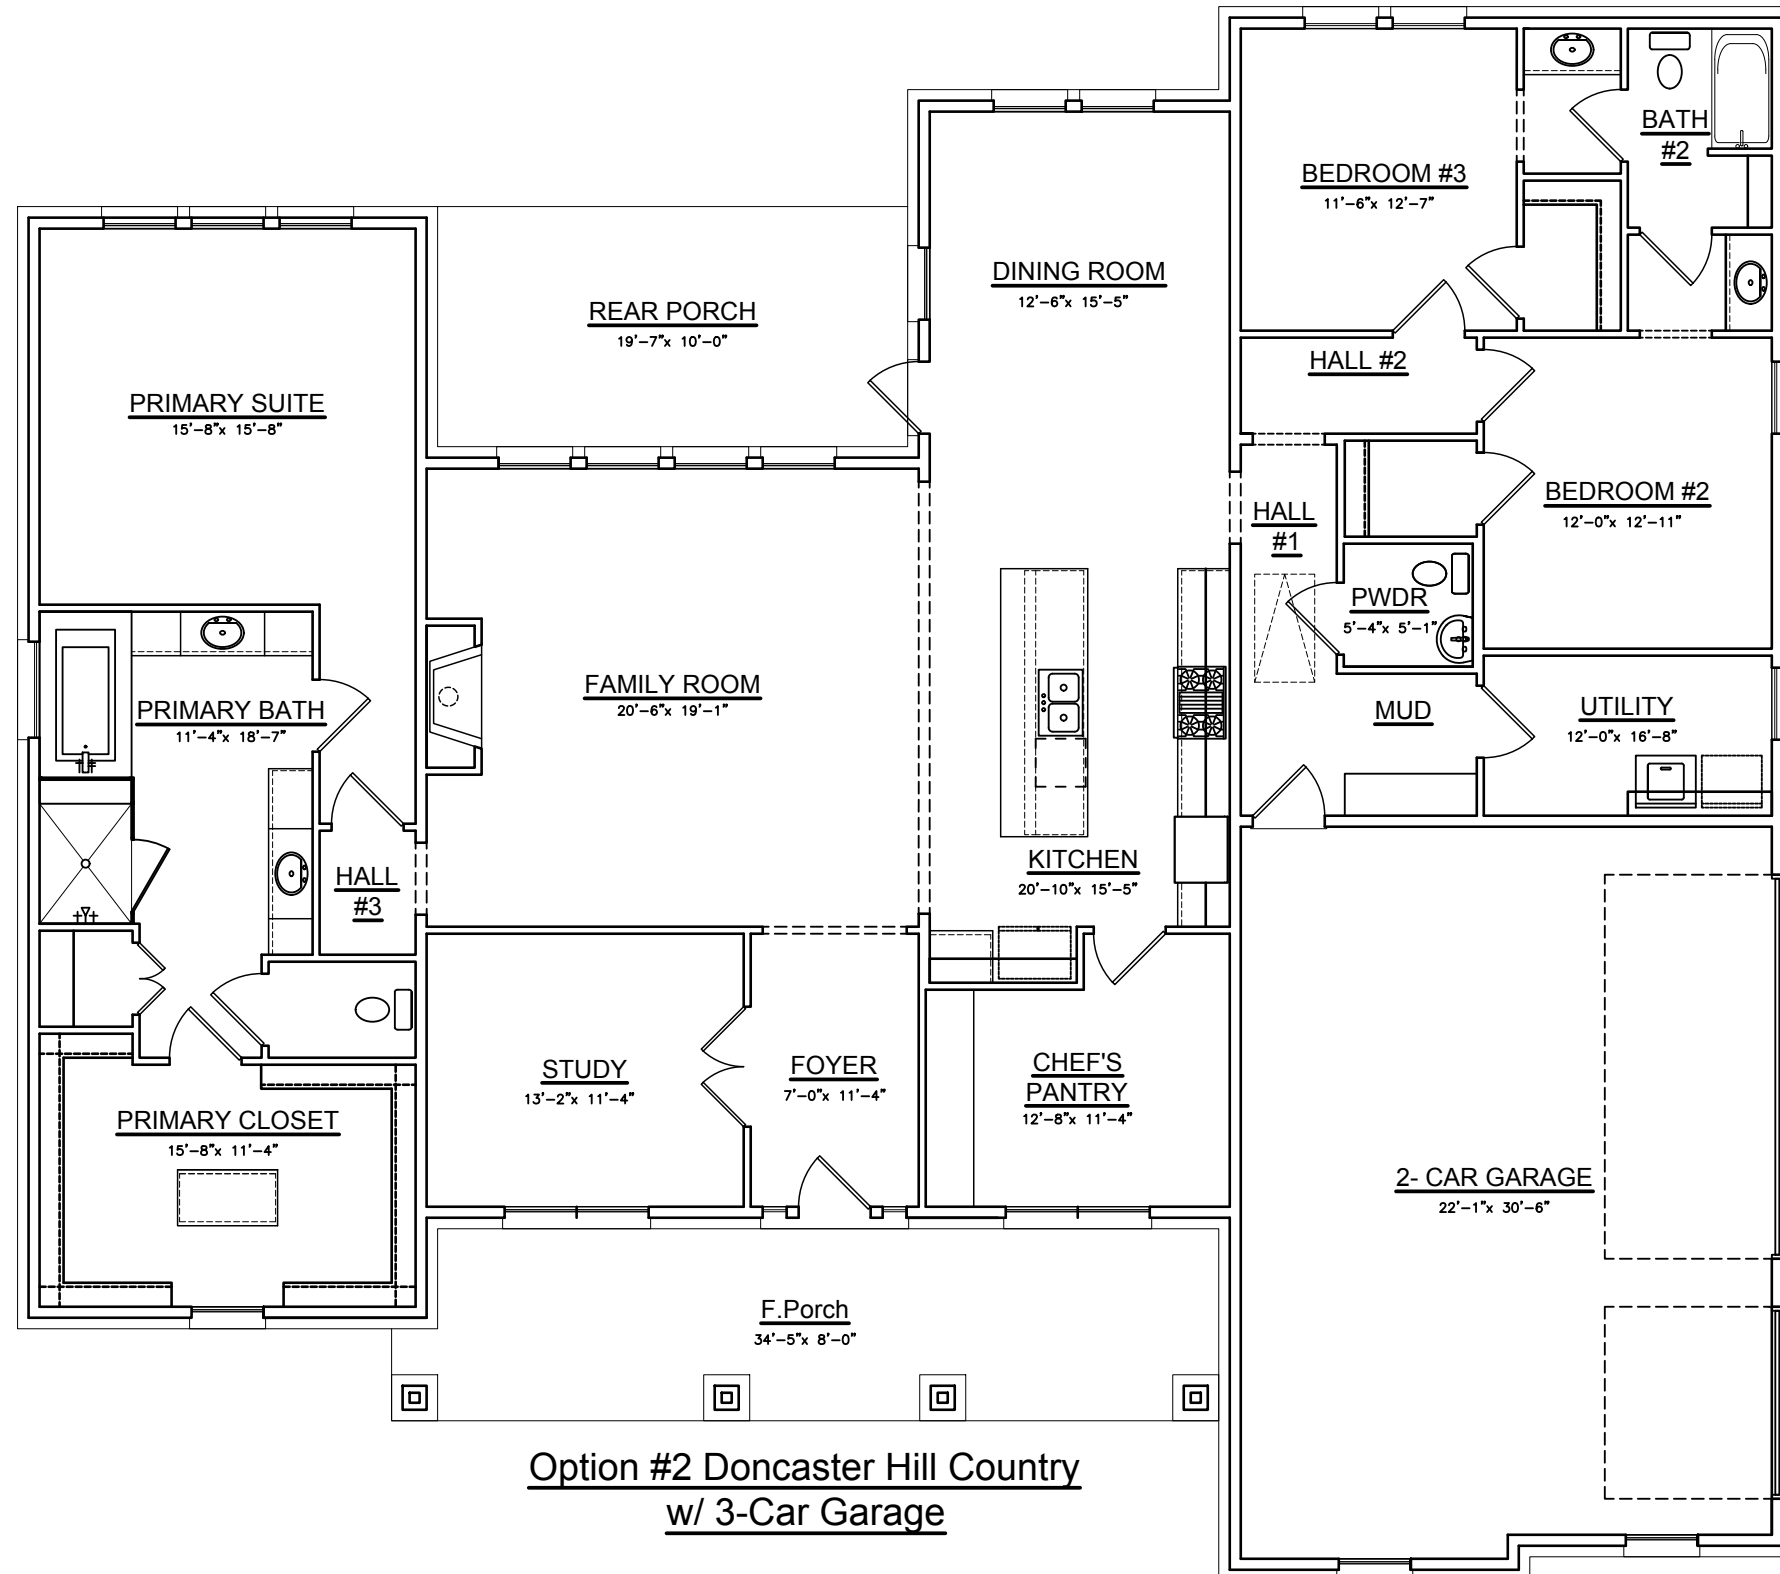 BEDROOM #3
11'-6"x 12'-7"
BATH
#2
DINING ROOM
12'-6"x 15'-5"
REAR PORCH
19'-7"x 10'-0"
HALL #2
PRIMARY SUITE
15'-8"x 15'-8"
BEDROOM #2
12'-0"x 12'-11"
HALL
#1
PWDR
5'-4"x 5'-1"
FAMILY ROOM
20'-6"x 19'-1"
PRIMARY BATH
11'-4"x 18'-7"
MUD
UTILITY
12'-0"x 16'-8"
KITCHEN
20'-10"x 15'-5"
HALL
#3
STUDY
13'-2"x 11'-4"
FOYER
7'-0"x 11'-4"
CHEF'S
PANTRY
12'-8"x 11'-4"
PRIMARY CLOSET
15'-8"x 11'-4"
2- CAR GARAGE
22'-1"x 30'-6"
F.Porch
34'-5"x 8'-0"
Option #2 Doncaster Hill Country
w/ 3-Car Garage